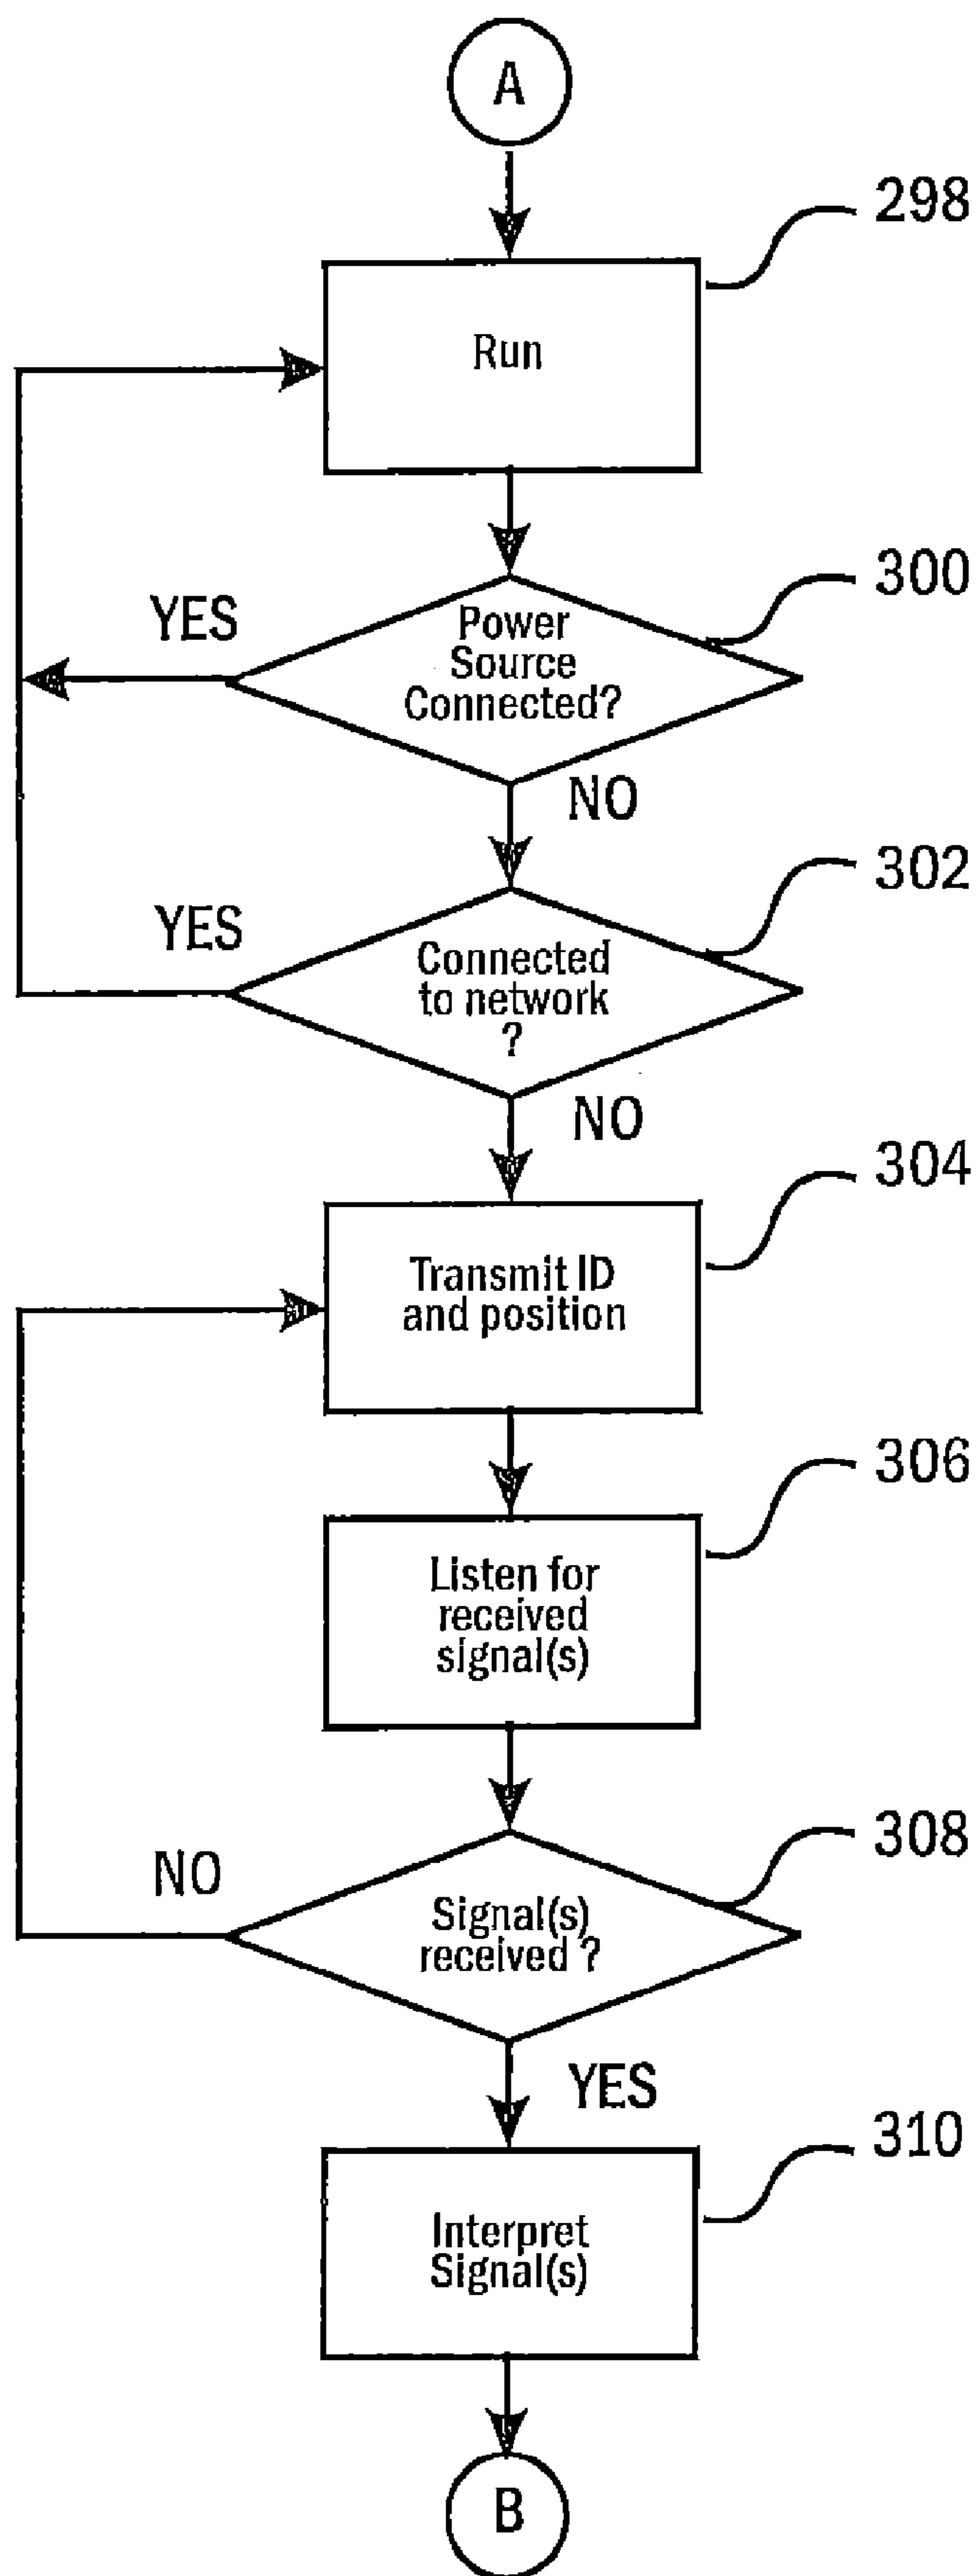 A
298
Run
300
YES
Power
Source
Connected?
NO
302
YES
Connected
to network
?
NO
304
Transmit ID
and position
306
Listen for
received
signal(s)
308
NO
Signal(s)
received ?
YES
310
Interpret
Signal(s)
B